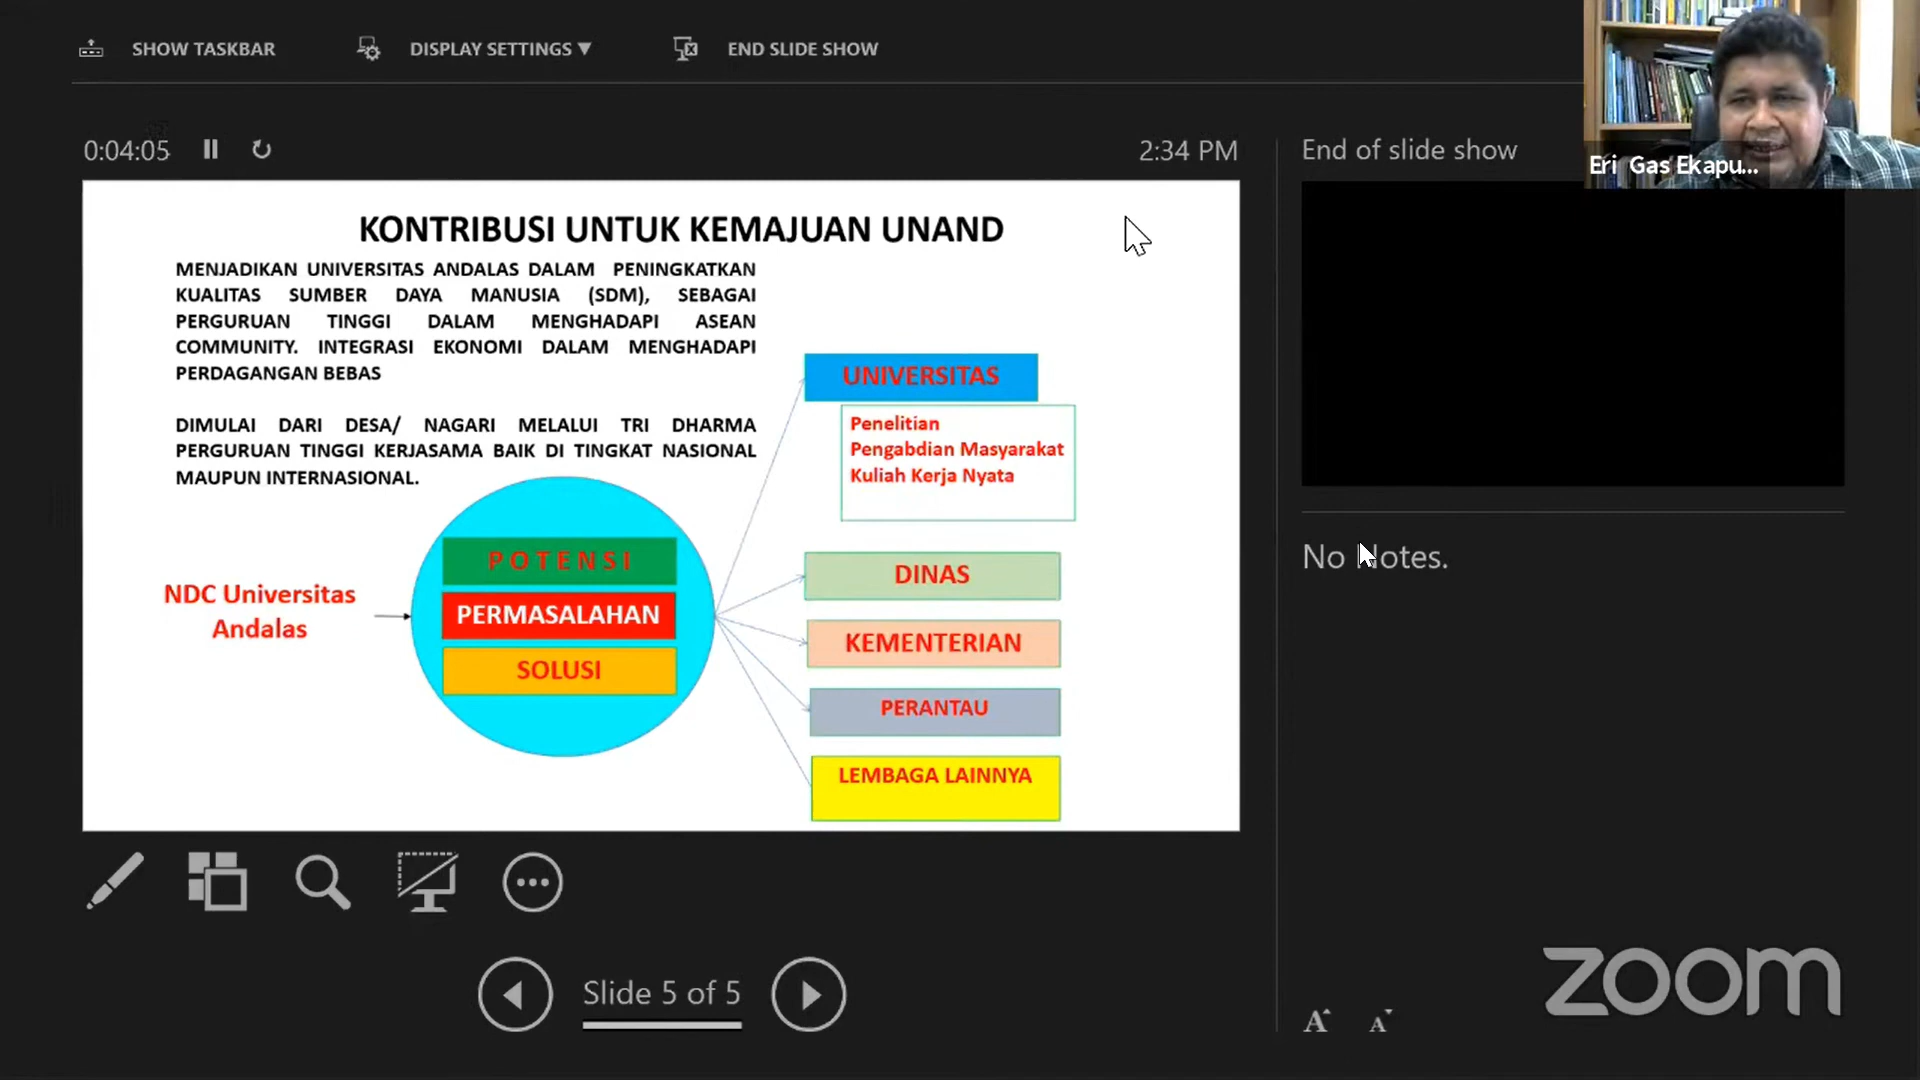 SHOW TASKBAR
DISPLAY SETTINGS ▼
END SLIDE SHOW
0:04:05
2:34 PM
End of slide show
Eri Gas Ekapu...
KONTRIBUSI UNTUK KEMAJUAN UNAND
MENJADIKAN UNIVERSITAS ANDALAS DALAM PENINGKATKAN
KUALITAS SUMBER DAYA MANUSIA (SDM), SEBAGAI
PERGURUAN TINGGI DALAM MENGHADAPI ASEAN
COMMUNITY. INTEGRASI EKONOMI DALAM MENGHADAPI
PERDAGANGAN BEBAS
DIMULAI DARI DESA/ NAGARI MELALUI TRI DHARMA
PERGURUAN TINGGI KERJASAMA BAIK DI TINGKAT NASIONAL
MAUPUN INTERNASIONAL.
NDC Universitas
Andalas
P O T E N S I
PERMASALAHAN
SOLUSI
UNIVERSITAS
Penelitian
Pengabdian Masyarakat
Kuliah Kerja Nyata
DINAS
KEMENTERIAN
PERANTAU
LEMBAGA LAINNYA
No Notes.
Slide 5 of 5
A A
zoom